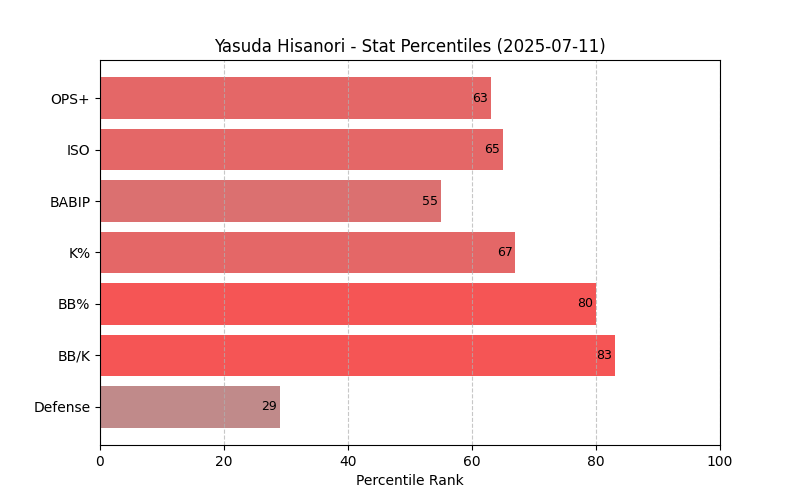 Yasuda Hisanori - Stat Percentiles (2025-07-11)
OPS+ 63
ISO 65
BABIP 55
K% 67
BB% 80
BB/K 83
Defense 29
0 20 40 60 80 100
Percentile Rank